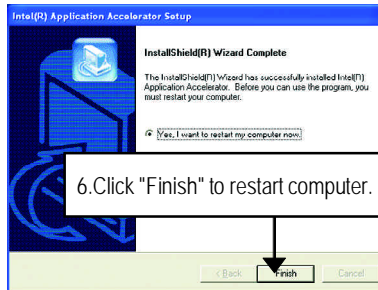 Intel(R) Application Accelerator Setup
InstallShield(R) Wizard Complete
The InstallShield(R) Wizard has successfully installed Intel(R)
Application Accelerator. Before you can use the program, you
must restart your computer.
Yes, I want to restart my computer now.
6.Click "Finish" to restart computer.
< Back
Finish
Cancel